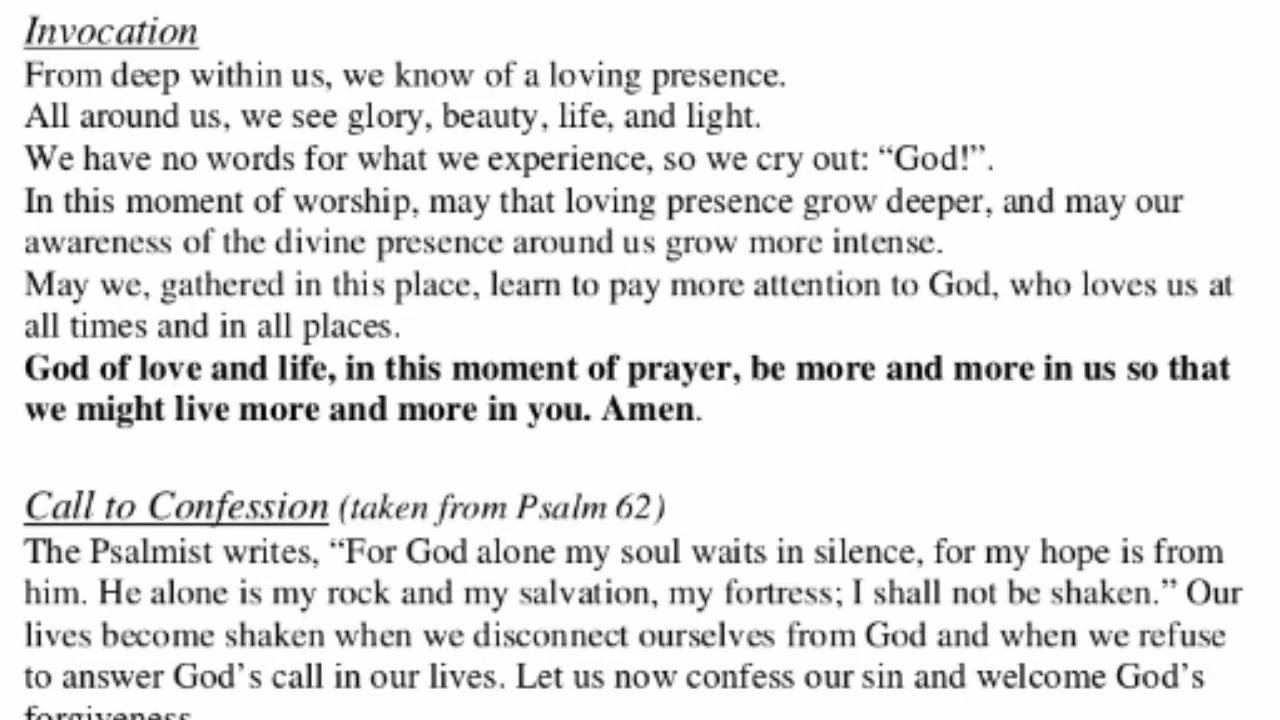 Invocation
From deep within us, we know of a loving presence.
All around us, we see glory, beauty, life, and light.
We have no words for what we experience, so we cry out: “God!”.
In this moment of worship, may that loving presence grow deeper, and may our
awareness of the divine presence around us grow more intense.
May we, gathered in this place, learn to pay more attention to God, who loves us at
all times and in all places.
God of love and life, in this moment of prayer, be more and more in us so that
we might live more and more in you. Amen.
Call to Confession (taken from Psalm 62)
The Psalmist writes, “For God alone my soul waits in silence, for my hope is from
him. He alone is my rock and my salvation, my fortress; I shall not be shaken.” Our
lives become shaken when we disconnect ourselves from God and when we refuse
to answer God’s call in our lives. Let us now confess our sin and welcome God’s
forgiveness.